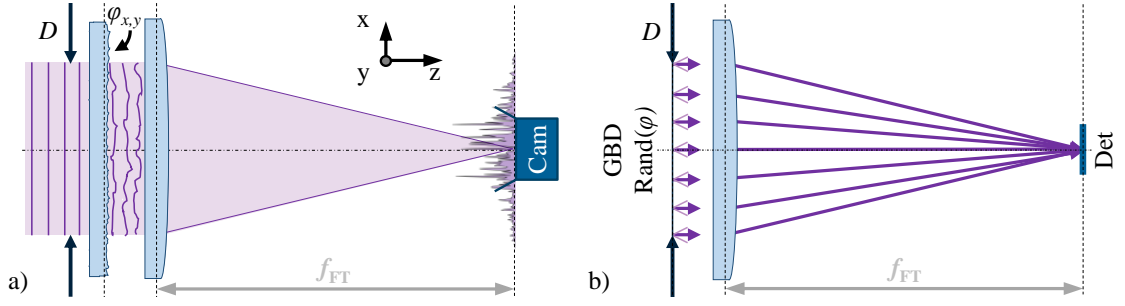 D
φx,y
x
y
z
Cam
fFT
a)
D
GBD
Rand(φ)
Det
fFT
b)